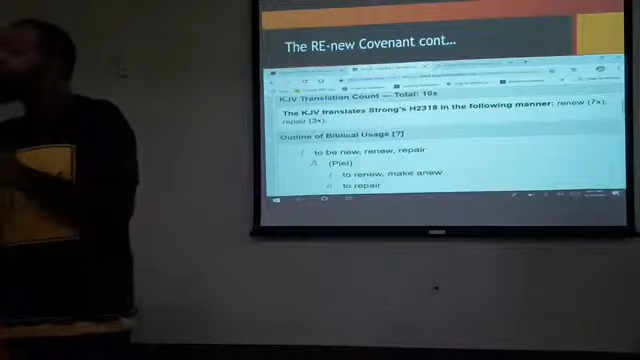 The RE-new Covenant cont...
KJV Translation Count — Total: 10x
The KJV translates Strong's H2318 in the following manner: renew (7x),
repair (3x).
Outline of Biblical Usage [?]
I to be new, renew, repair
A. (Piel)
i to renew, make anew
ii to repair